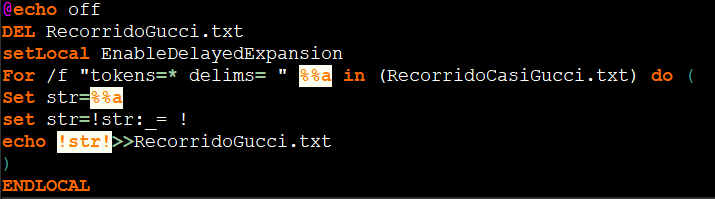 @echo off
DEL RecorridoGucci.txt
setLocal EnableDelayedExpansion
For /f "tokens=* delims= " %%a in (RecorridoCasiGucci.txt) do (
Set str=%%a
set str=!str:_= !
echo !str!>>RecorridoGucci.txt
)
ENDLOCAL